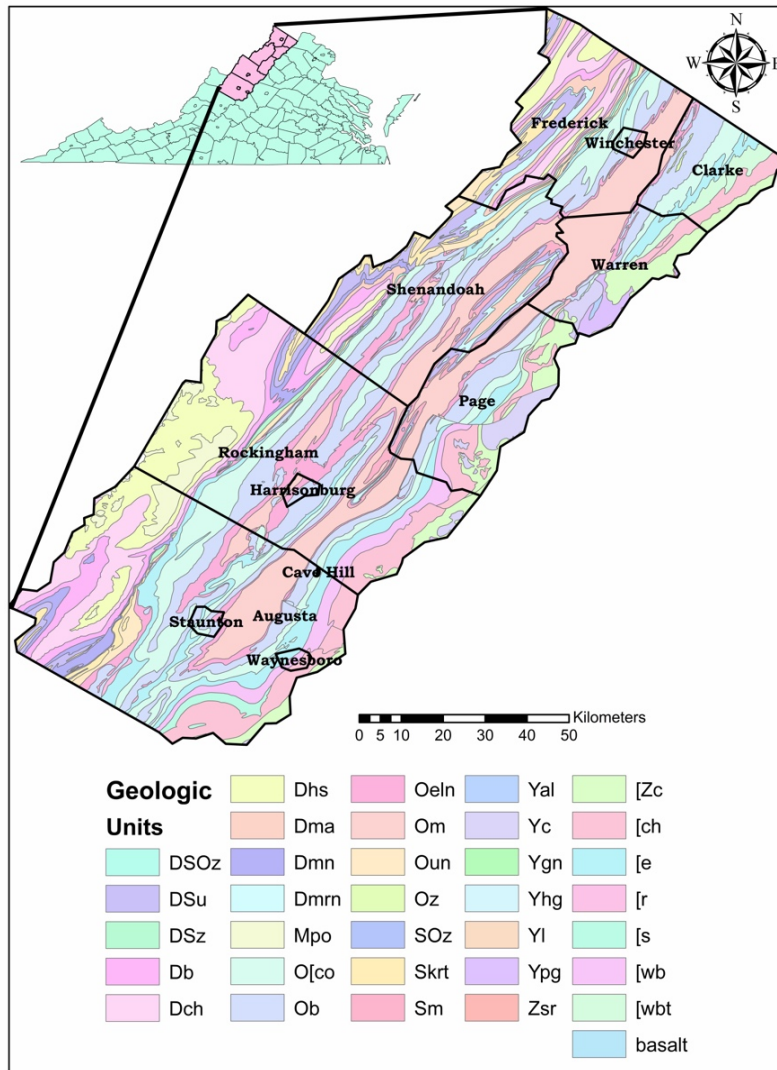 N
W E
S
Frederick
Winchester
Clarke
Warren
Shenandoah
Page
Rockingham
Harrisonburg
Cave Hill
Staunton
Augusta
Waynesboro
Kilometers
0 5 10 20 30 40 50
Geologic
Units
DSOz
DSu
DSz
Db
Dch
Dhs
Dma
Dmn
Dmrn
Mpo
O[co
Ob
Oeln
Om
Oun
Oz
SOz
Skrt
Sm
Yal
Yc
Ygn
Yhg
Yl
Ypg
Zsr
[Zc
[ch
[e
[r
[s
[wb
[wbt
basalt